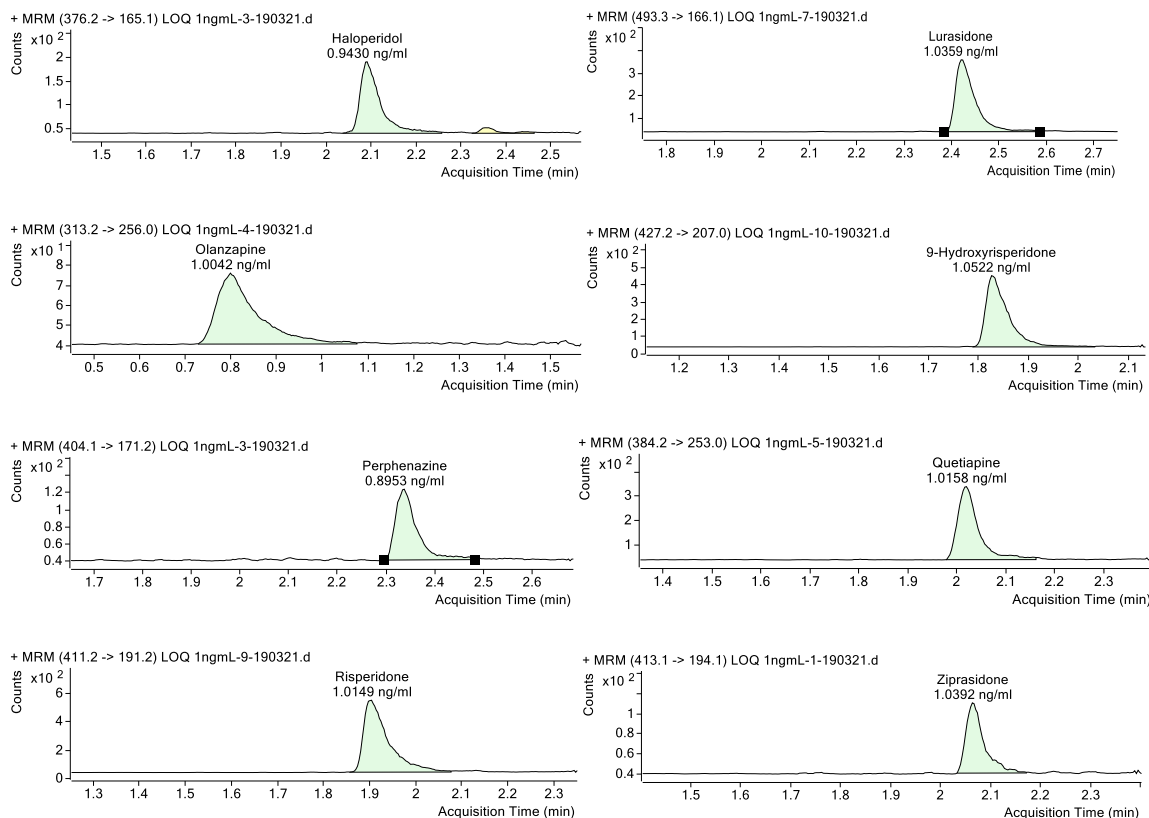 + MRM (376.2 -> 165.1) LOQ 1ngmL-3-190321.d
Counts
x10 2
Haloperidol
0.9430 ng/ml
2
1.5
1
0.5
1.5 1.6 1.7 1.8 1.9 2 2.1 2.2 2.3 2.4 2.5
Acquisition Time (min)
+ MRM (493.3 -> 166.1) LOQ 1ngmL-7-190321.d
Counts
x10 2
Lurasidone
1.0359 ng/ml
3
2
1
1.8 1.9 2 2.1 2.2 2.3 2.4 2.5 2.6 2.7
Acquisition Time (min)
+ MRM (313.2 -> 256.0) LOQ 1ngmL-4-190321.d
Counts
x10 1
Olanzapine
1.0042 ng/ml
8
7
6
5
4
0.5 0.6 0.7 0.8 0.9 1 1.1 1.2 1.3 1.4 1.5
Acquisition Time (min)
+ MRM (427.2 -> 207.0) LOQ 1ngmL-10-190321.d
Counts
x10 2
9-Hydroxyrisperidone
1.0522 ng/ml
5
4
3
2
1
0
1.2 1.3 1.4 1.5 1.6 1.7 1.8 1.9 2 2.1
Acquisition Time (min)
+ MRM (404.1 -> 171.2) LOQ 1ngmL-3-190321.d
Counts
x10 2
Perphenazine
0.8953 ng/ml
1.2
1
0.8
0.6
0.4
1.7 1.8 1.9 2 2.1 2.2 2.3 2.4 2.5 2.6
Acquisition Time (min)
+ MRM (384.2 -> 253.0) LOQ 1ngmL-5-190321.d
Counts
x10 2
Quetiapine
1.0158 ng/ml
3
2
1
1.4 1.5 1.6 1.7 1.8 1.9 2 2.1 2.2 2.3
Acquisition Time (min)
+ MRM (411.2 -> 191.2) LOQ 1ngmL-9-190321.d
Counts
x10 2
Risperidone
1.0149 ng/ml
6
4
2
0
1.3 1.4 1.5 1.6 1.7 1.8 1.9 2 2.1 2.2 2.3
Acquisition Time (min)
+ MRM (413.1 -> 194.1) LOQ 1ngmL-1-190321.d
Counts
x10 2
Ziprasidone
1.0392 ng/ml
1
0.8
0.6
0.4
1.5 1.6 1.7 1.8 1.9 2 2.1 2.2 2.3
Acquisition Time (min)